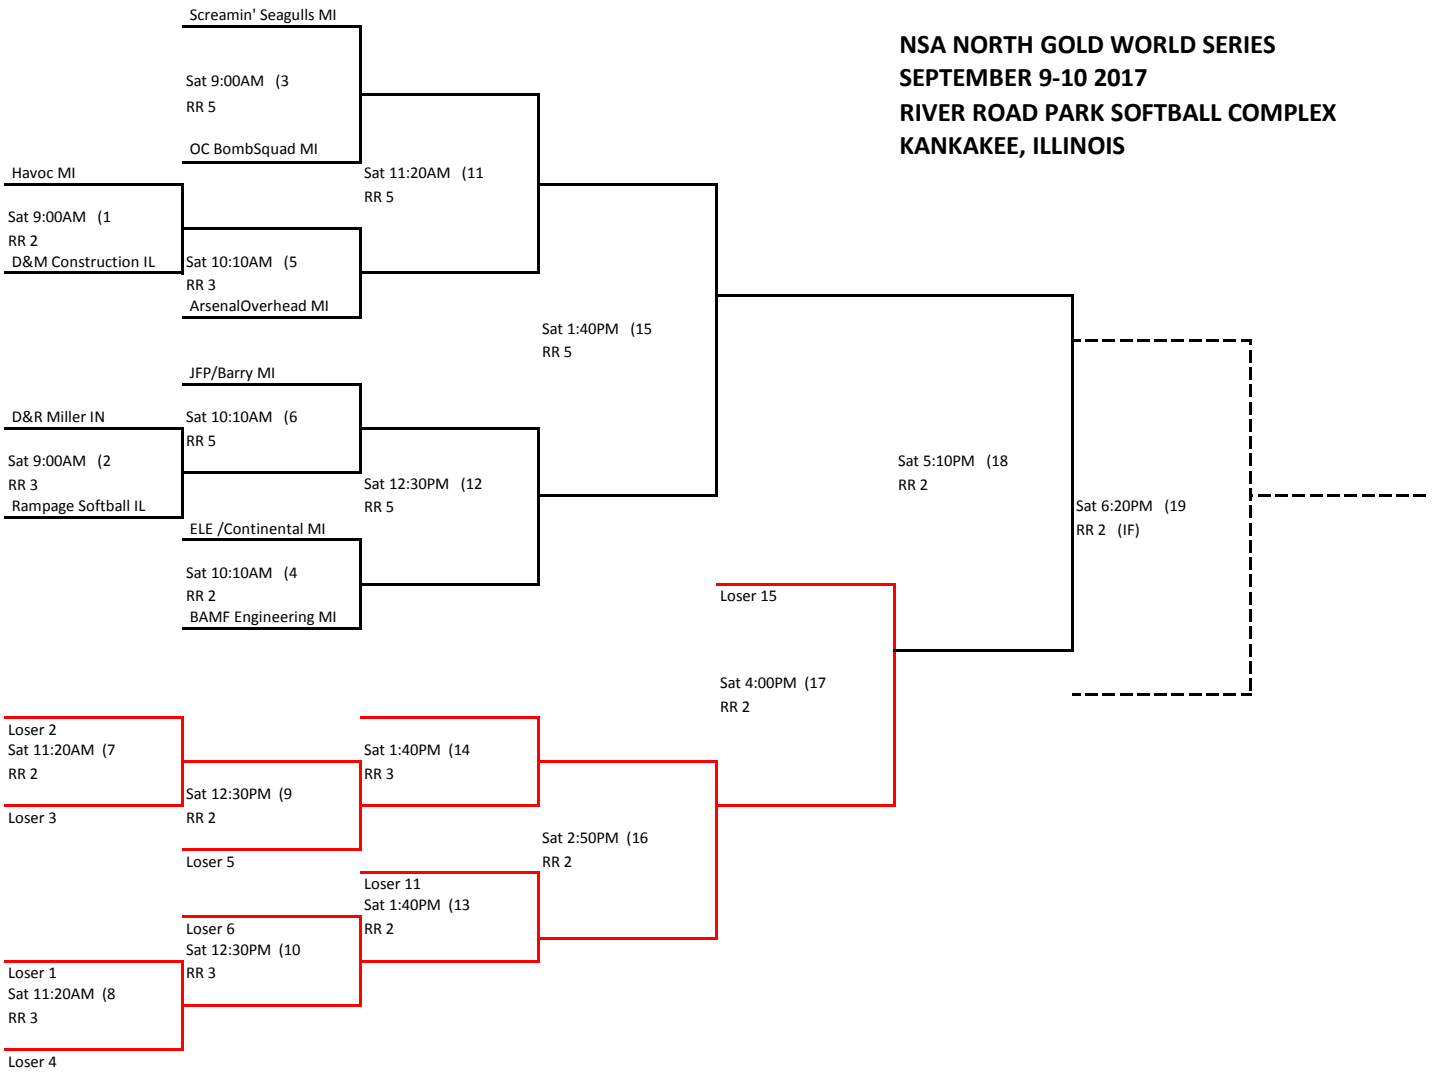 Screamin' Seagulls MI
NSA NORTH GOLD WORLD SERIES
SEPTEMBER 9-10 2017
RIVER ROAD PARK SOFTBALL COMPLEX
KANKAKEE, ILLINOIS
Sat 9:00AM (3
RR 5
OC BombSquad MI
Havoc MI
Sat 11:20AM (11
RR 5
Sat 9:00AM (1
RR 2
D&M Construction IL
Sat 10:10AM (5
RR 3
ArsenalOverhead MI
Sat 1:40PM (15
RR 5
JFP/Barry MI
D&R Miller IN
Sat 10:10AM (6
RR 5
Sat 9:00AM (2
RR 3
Rampage Softball IL
Sat 12:30PM (12
RR 5
Sat 5:10PM (18
RR 2
Sat 6:20PM (19
RR 2 (IF)
ELE /Continental MI
Sat 10:10AM (4
RR 2
BAMF Engineering MI
Loser 15
Sat 4:00PM (17
RR 2
Loser 2
Sat 11:20AM (7
RR 2
Loser 3
Sat 1:40PM (14
RR 3
Sat 12:30PM (9
RR 2
Loser 5
Sat 2:50PM (16
RR 2
Loser 11
Sat 1:40PM (13
RR 2
Loser 6
Sat 12:30PM (10
RR 3
Loser 1
Sat 11:20AM (8
RR 3
Loser 4